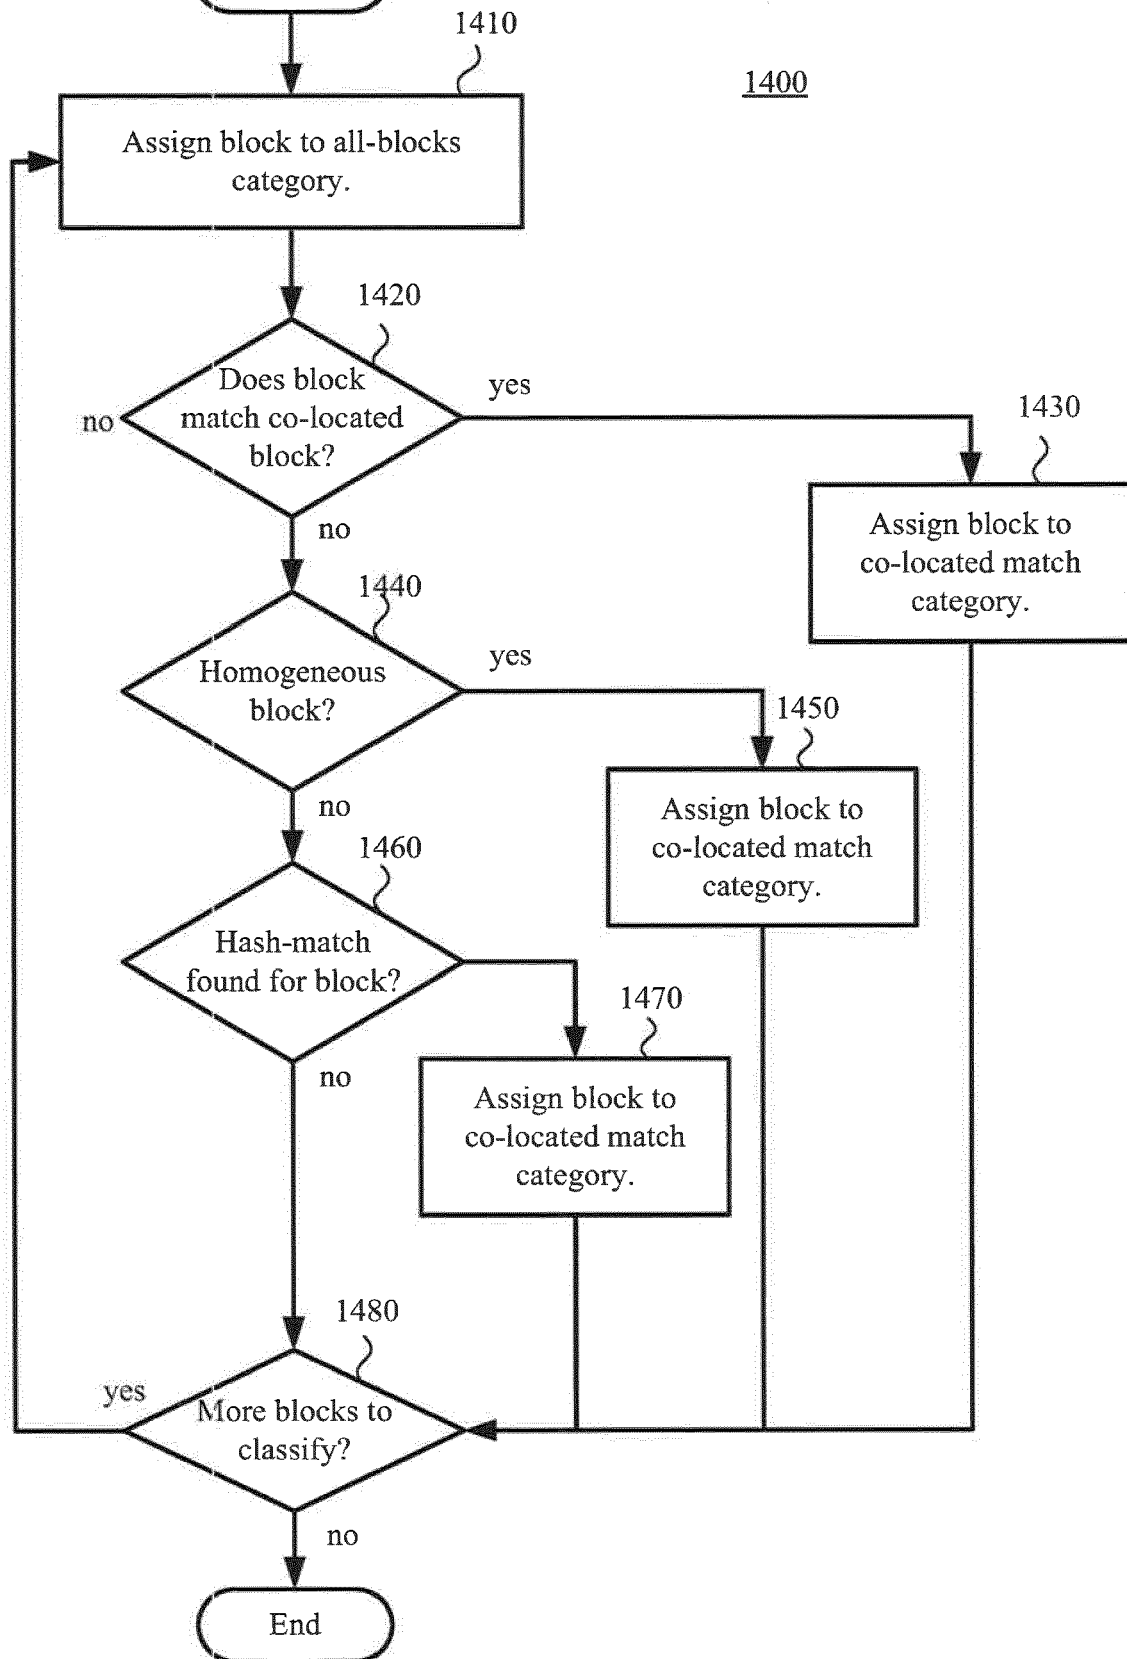 1410
1400
Assign block to all-blocks
category.
1420
Does block
match co-located
block?
yes
no
no
1430
Assign block to
co-located match
category.
1440
Homogeneous
block?
yes
no
1450
Assign block to
co-located match
category.
1460
Hash-match
found for block?
no
1470
Assign block to
co-located match
category.
1480
More blocks to
classify?
yes
no
End